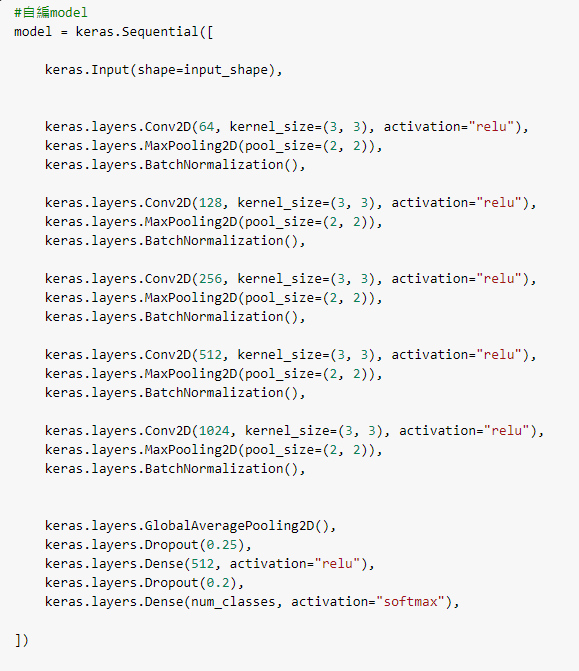 #自編model
model = keras.Sequential([
keras.Input(shape=input_shape),
keras.layers.Conv2D(64, kernel_size=(3, 3), activation="relu"),
keras.layers.MaxPooling2D(pool_size=(2, 2)),
keras.layers.BatchNormalization(),
keras.layers.Conv2D(128, kernel_size=(3, 3), activation="relu"),
keras.layers.MaxPooling2D(pool_size=(2, 2)),
keras.layers.BatchNormalization(),
keras.layers.Conv2D(256, kernel_size=(3, 3), activation="relu"),
keras.layers.MaxPooling2D(pool_size=(2, 2)),
keras.layers.BatchNormalization(),
keras.layers.Conv2D(512, kernel_size=(3, 3), activation="relu"),
keras.layers.MaxPooling2D(pool_size=(2, 2)),
keras.layers.BatchNormalization(),
keras.layers.Conv2D(1024, kernel_size=(3, 3), activation="relu"),
keras.layers.MaxPooling2D(pool_size=(2, 2)),
keras.layers.BatchNormalization(),
keras.layers.GlobalAveragePooling2D(),
keras.layers.Dropout(0.25),
keras.layers.Dense(512, activation="relu"),
keras.layers.Dropout(0.2),
keras.layers.Dense(num_classes, activation="softmax"),
])